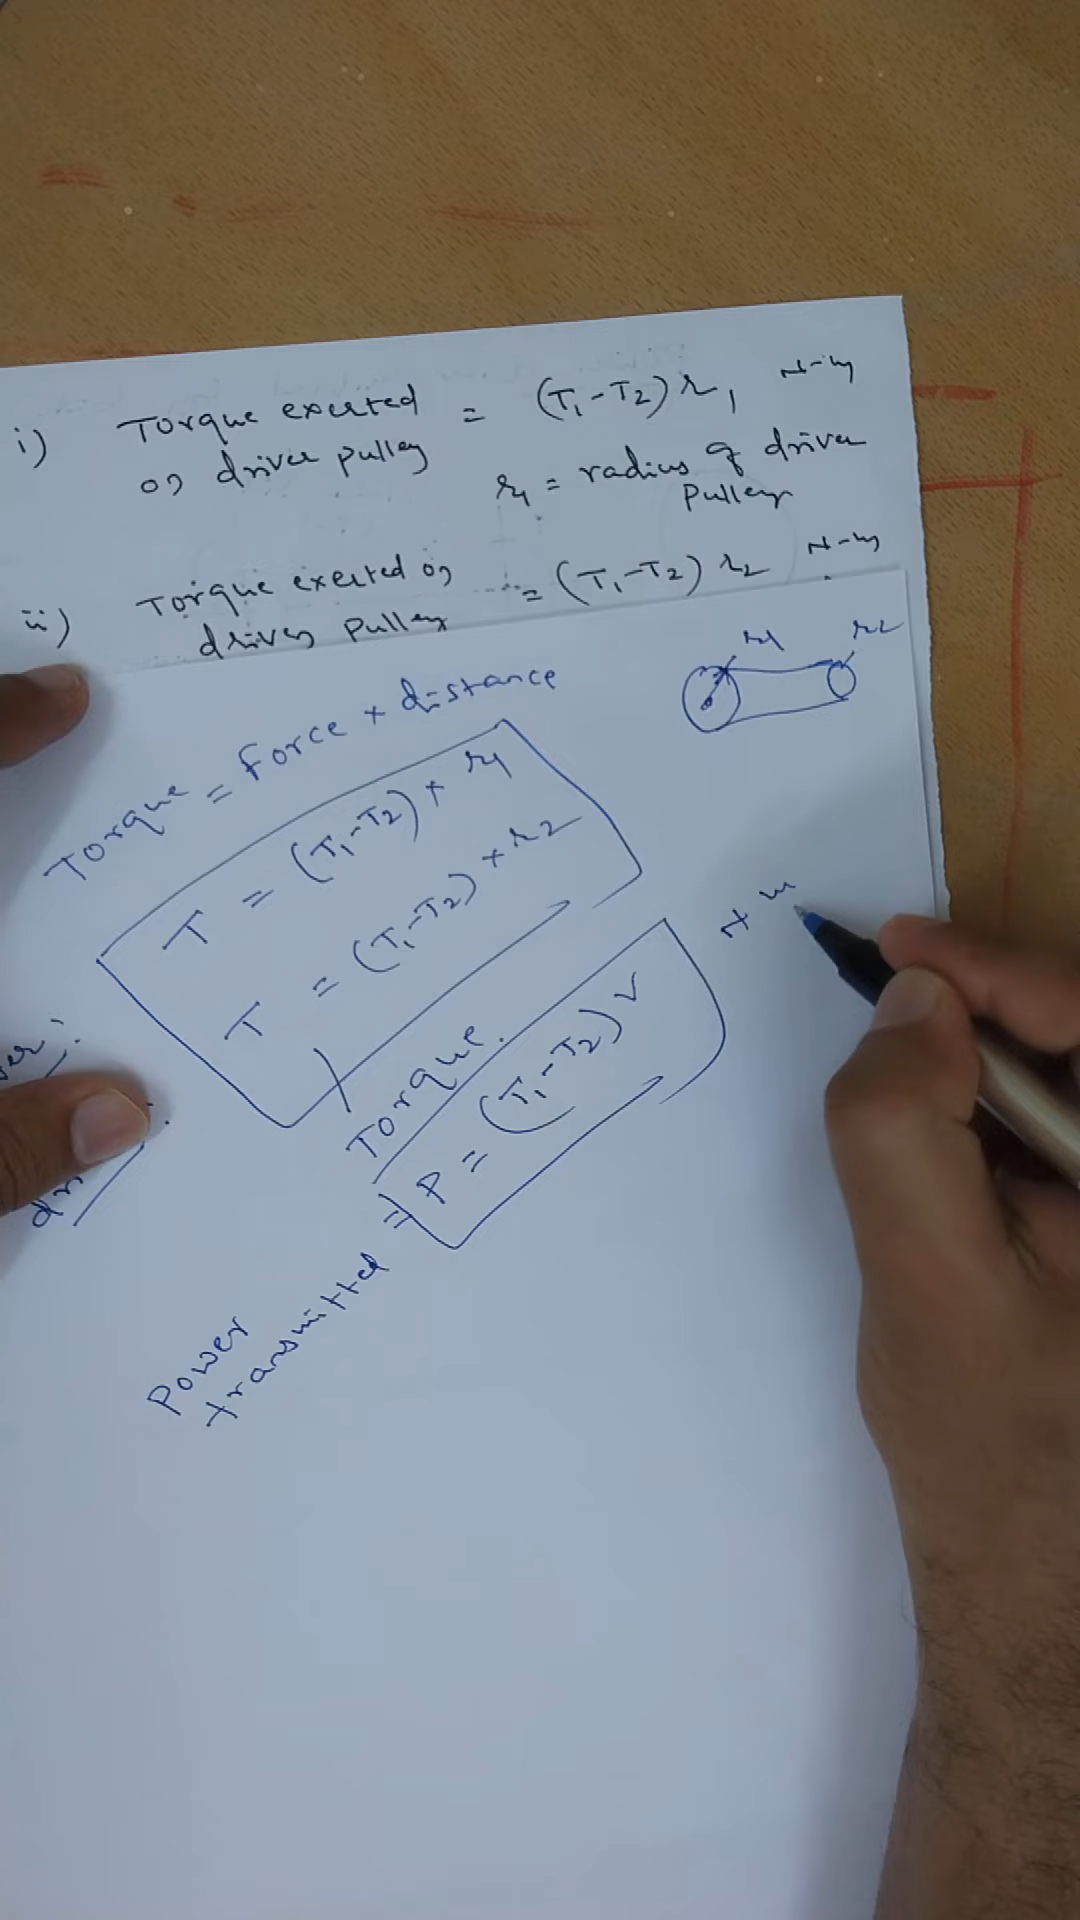 i) Torque exerted = (T₁-T₂) r₁ N-m
on driver pulley
r₁ = radius of driver
Pulley
ii) Torque exerted on = (T₁-T₂) r₂ N-m
driven Pulley
r₁ r₂
Torque = Force × distance
T = (T₁-T₂) × r₁
T = (T₁-T₂) × r₂
Torque.
Power transmitted = P = (T₁-T₂) v